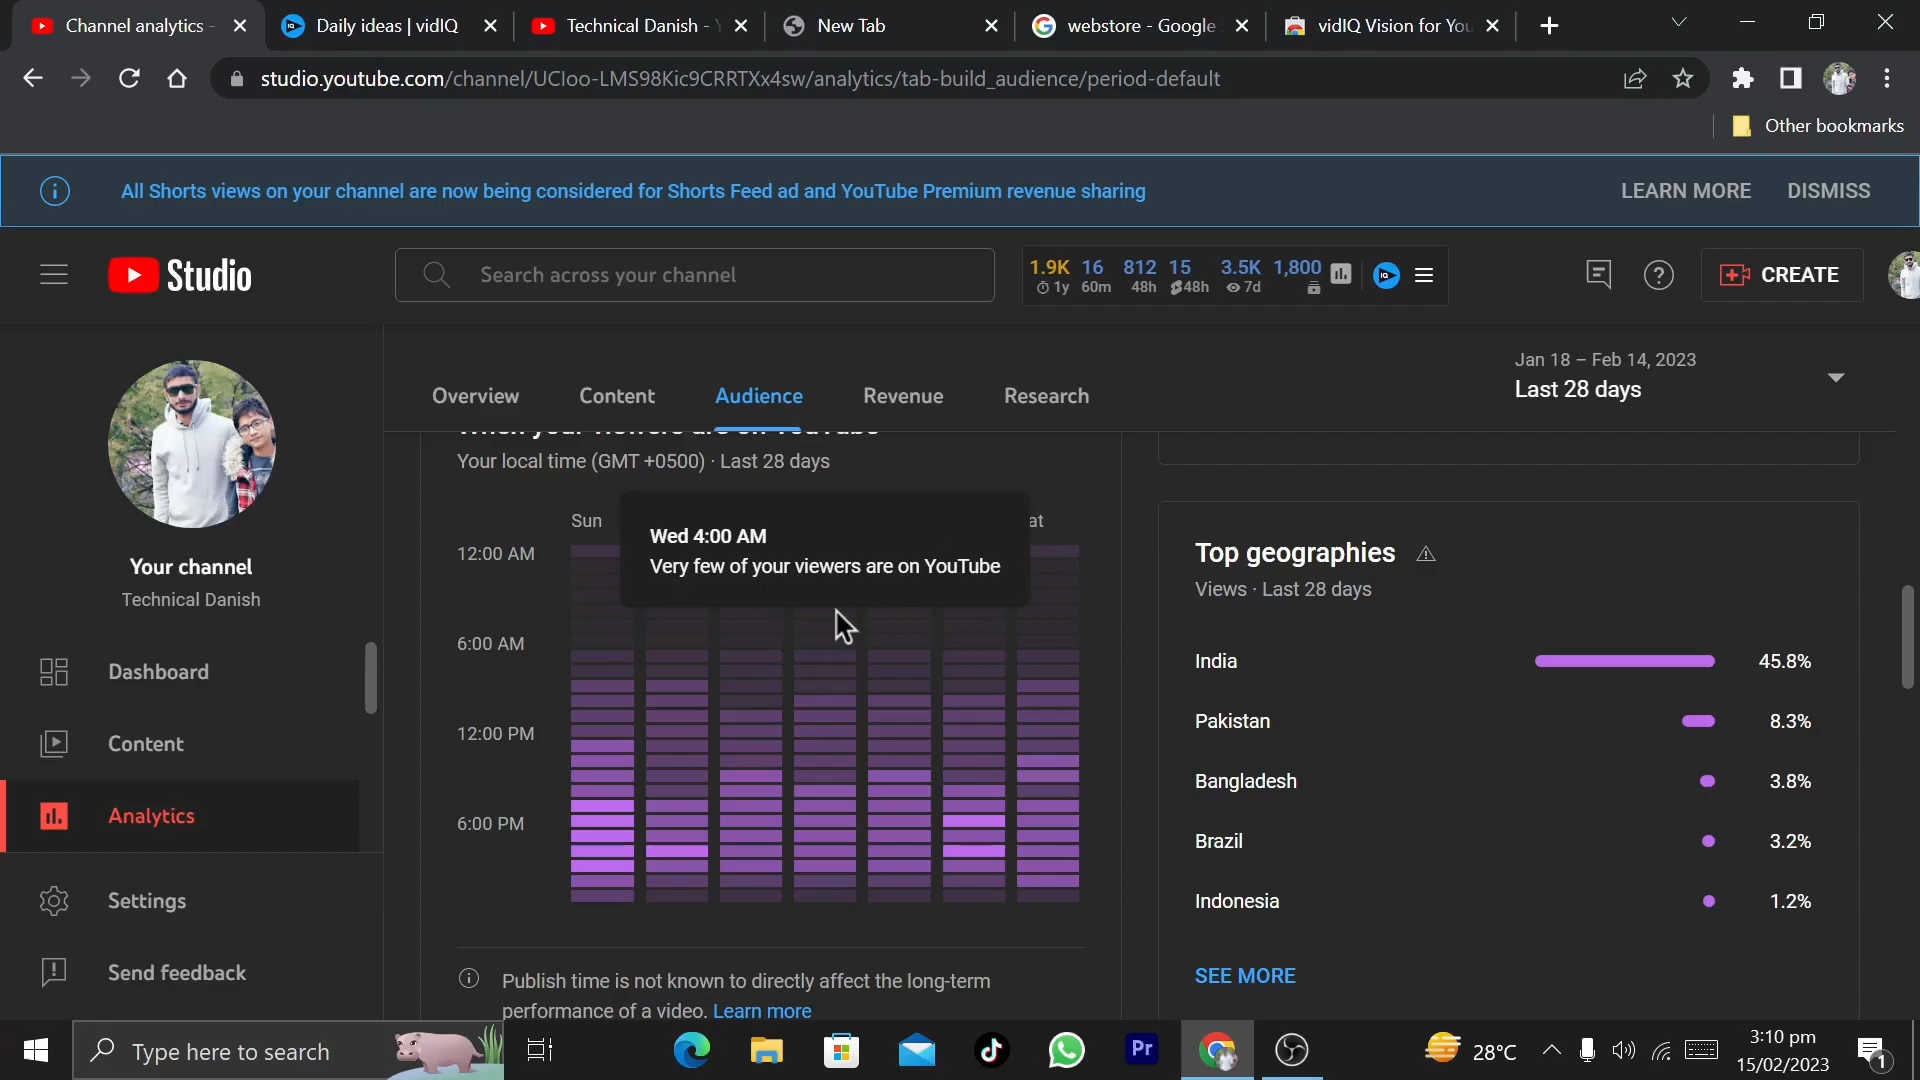 Channel analytics -
Daily ideas | vidIQ
Technical Danish -
New Tab
webstore - Google
vidIQ Vision for You
studio.youtube.com/channel/UCIoo-LMS98Kic9CRRTXx4sw/analytics/tab-build_audience/period-default
Other bookmarks
All Shorts views on your channel are now being considered for Shorts Feed ad and YouTube Premium revenue sharing
LEARN MORE
DISMISS
Studio
Search across your channel
1.9K 16 812 15 3.5K 1,800
1y 60m 48h 48h 7d
CREATE
Your channel
Technical Danish
Dashboard
Content
Analytics
Settings
Send feedback
Overview
Content
Audience
Revenue
Research
Jan 18 – Feb 14, 2023
Last 28 days
When your viewers are on YouTube
Your local time (GMT +0500) · Last 28 days
Sun
at
Wed 4:00 AM
Very few of your viewers are on YouTube
12:00 AM
6:00 AM
12:00 PM
6:00 PM
Publish time is not known to directly affect the long-term
performance of a video. Learn more
Top geographies
Views · Last 28 days
India 45.8%
Pakistan 8.3%
Bangladesh 3.8%
Brazil 3.2%
Indonesia 1.2%
SEE MORE
Type here to search
Pr
28°C
3:10 pm
15/02/2023
1